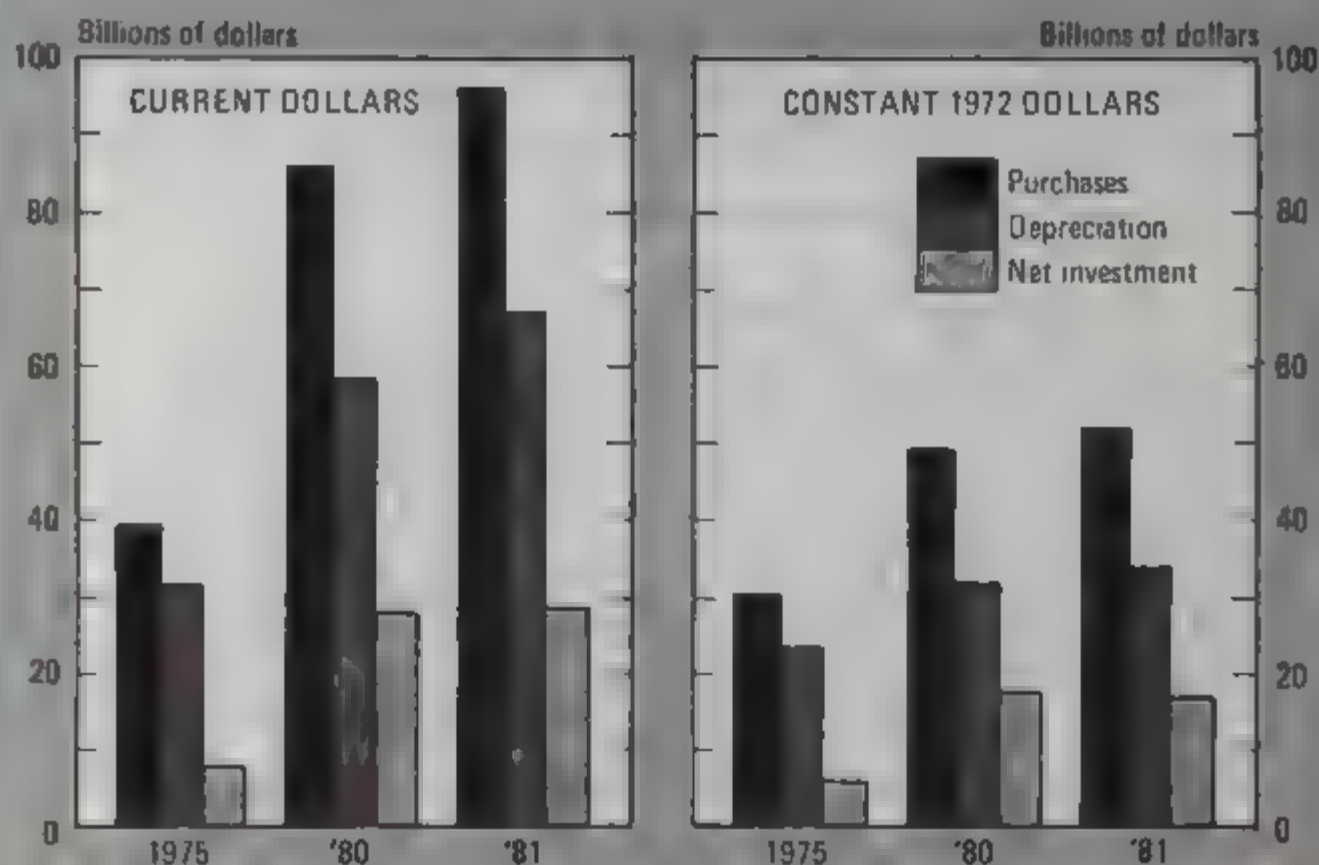 Billions of dollars
100
80
60
40
20
0
CURRENT DOLLARS
1975 '80 '81
Billions of dollars
100
80
60
40
20
0
CONSTANT 1972 DOLLARS
Purchases
Depreciation
Net investment
1975 '80 '81